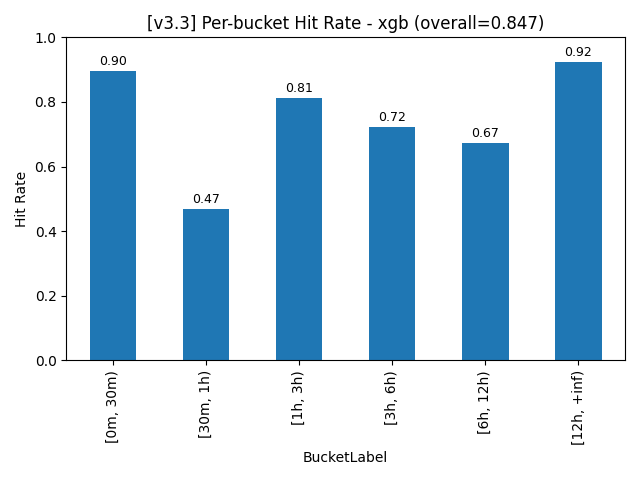 [v3.3] Per-bucket Hit Rate - xgb (overall=0.847)
Hit Rate
1.0
0.8
0.6
0.4
0.2
0.0
0.90
0.47
0.81
0.72
0.67
0.92
[0m, 30m)
[30m, 1h)
[1h, 3h)
[3h, 6h)
[6h, 12h)
[12h, +inf)
BucketLabel